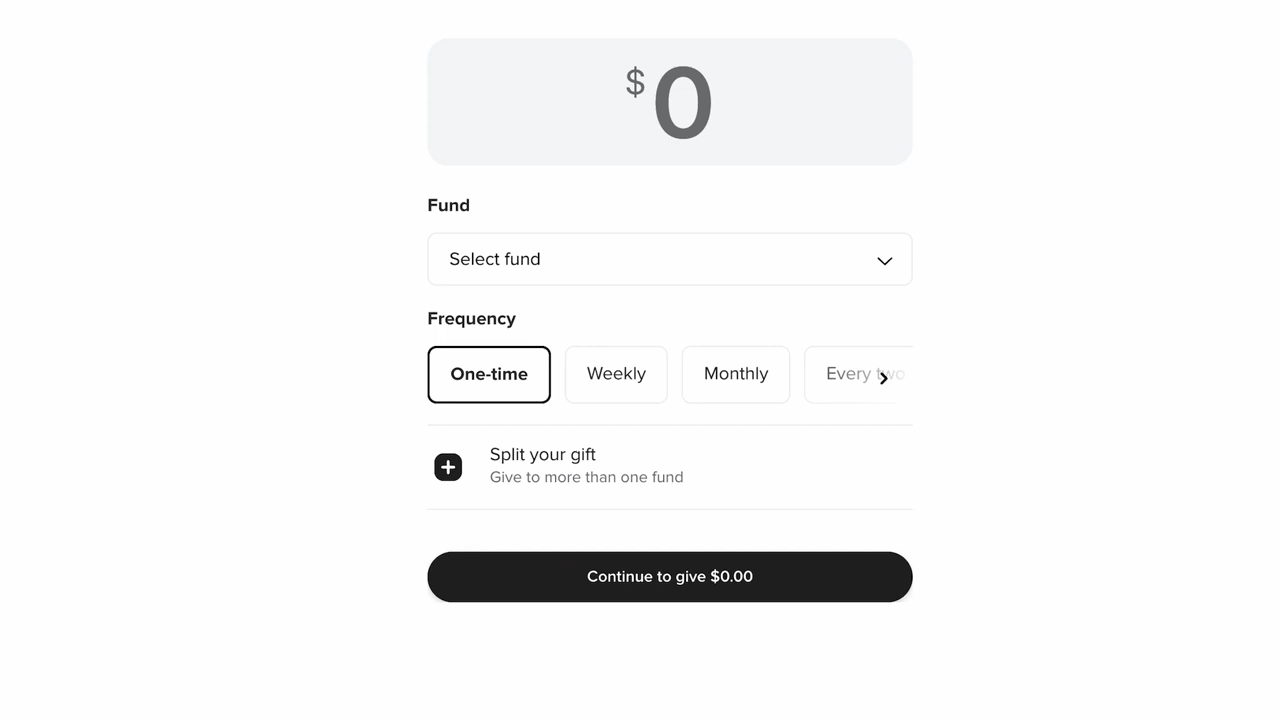 $0
Fund
Select fund
Frequency
One-time Weekly Monthly Every two
Split your gift
Give to more than one fund
Continue to give $0.00